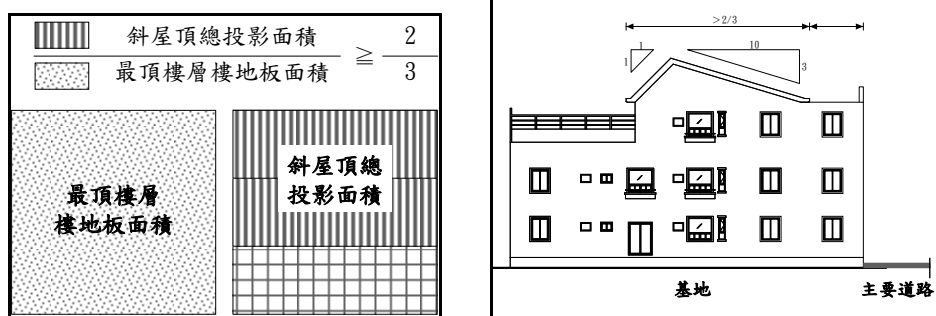 斜屋頂總投影面積
最頂樓層樓地板面積
≧
2
3
最頂樓層
樓地板面積
斜屋頂總
投影面積
>2/3
1
1
10
3
基地
主要道路